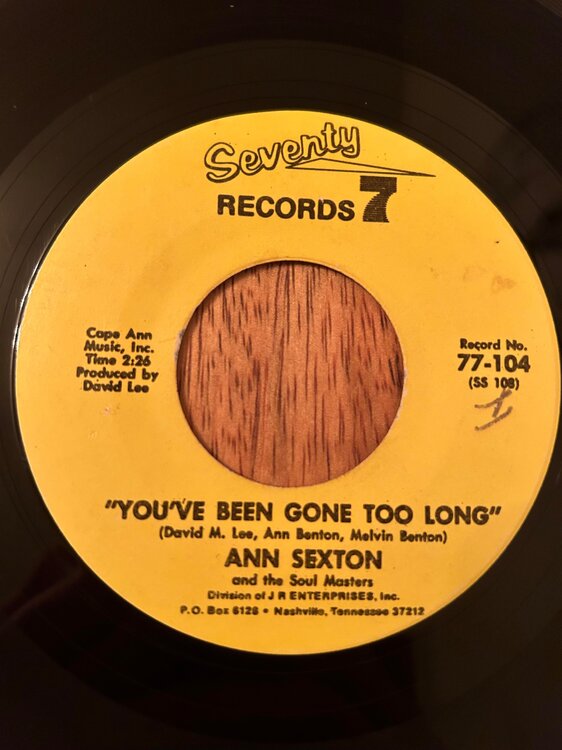 Seventy
RECORDS 7
Cape Ann
Music, Inc.
Time 2:26
Produced by
David Lee
Record No.
77-104
(SS 108)
"YOU'VE BEEN GONE TOO LONG"
(David M. Lee, Ann Benton, Melvin Benton)
ANN SEXTON
and the Soul Masters
Division of J R ENTERPRISES, Inc.
P.O. Box 6126 • Nashville, Tennessee 37212